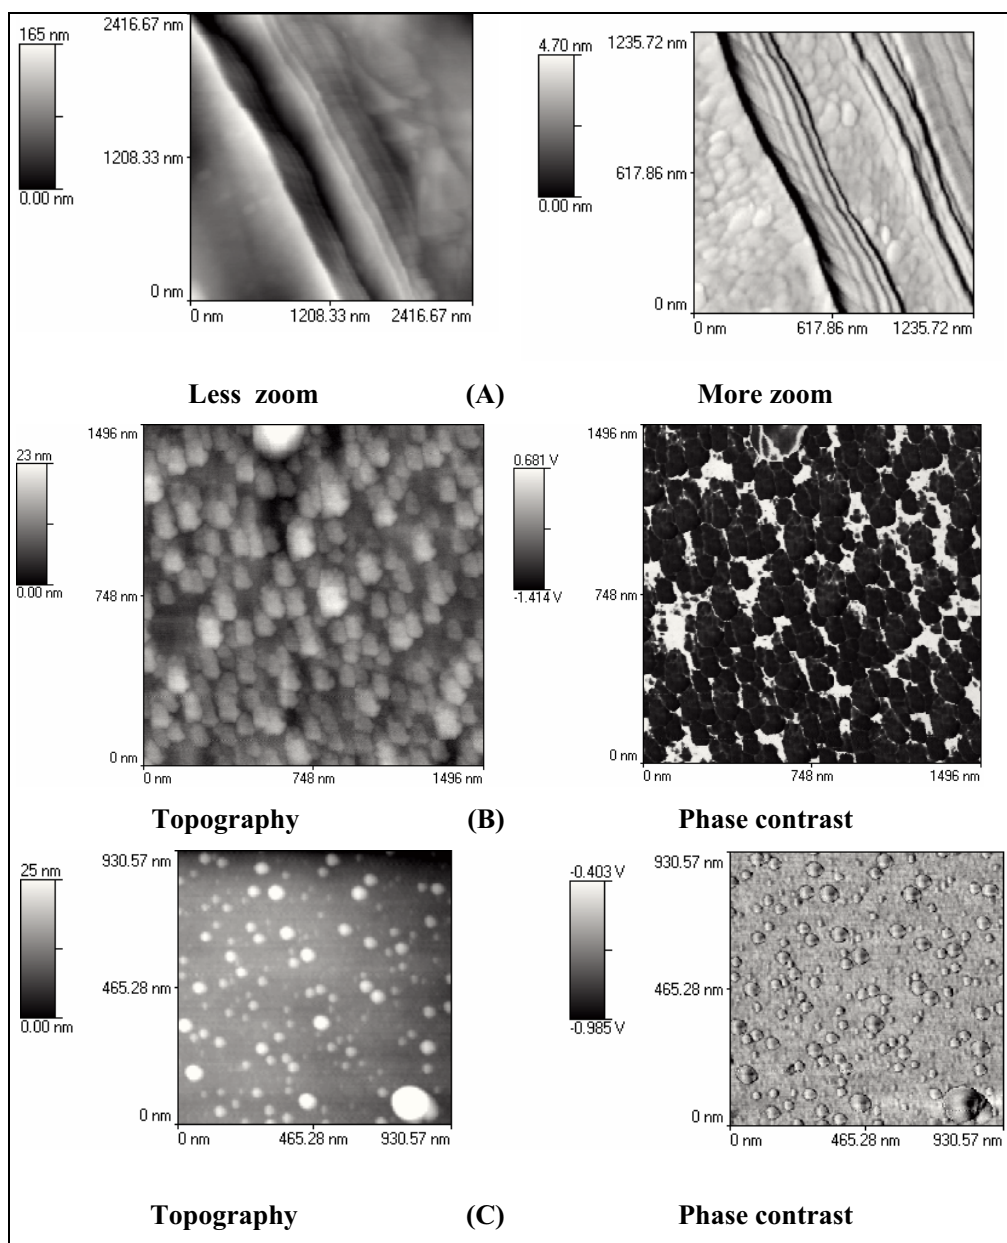 165 nm
0.00 nm
2416.67 nm
1208.33 nm
0 nm
0 nm 1208.33 nm 2416.67 nm
4.70 nm
0.00 nm
1235.72 nm
617.86 nm
0 nm
0 nm 617.86 nm 1235.72 nm
Less zoom (A) More zoom
23 nm
0.00 nm
1496 nm
748 nm
0 nm
0 nm 748 nm 1496 nm
0.681 V
-1.414 V
1496 nm
748 nm
0 nm
0 nm 748 nm 1496 nm
Topography (B) Phase contrast
25 nm
0.00 nm
930.57 nm
465.28 nm
0 nm
0 nm 465.28 nm 930.57 nm
-0.403 V
-0.985 V
930.57 nm
465.28 nm
0 nm
0 nm 465.28 nm 930.57 nm
Topography (C) Phase contrast